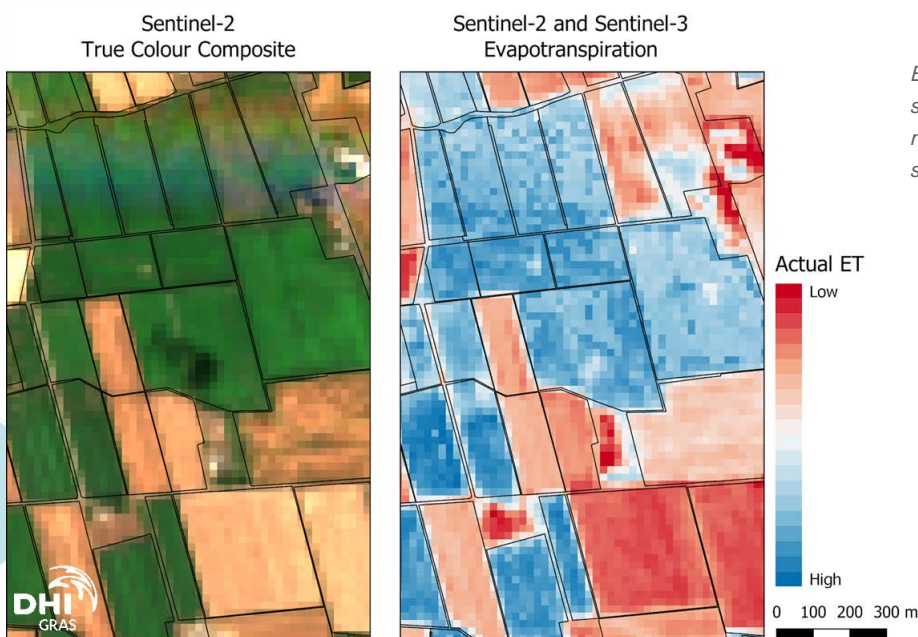 Sentinel-2
True Colour Composite
Sentinel-2 and Sentinel-3
Evapotranspiration
Actual ET
Low
High
0 100 200 300 m
DHI
GRAS